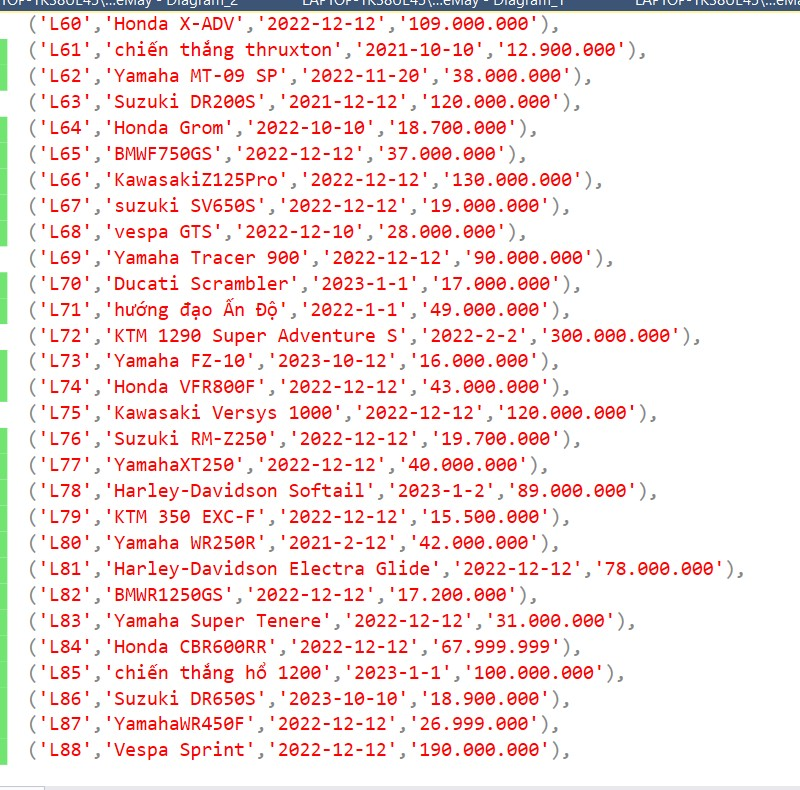 ('L60','Honda X-ADV','2022-12-12','109.000.000'),
('L61','chiến thắng thruxton','2021-10-10','12.900.000'),
('L62','Yamaha MT-09 SP','2022-11-20','38.000.000'),
('L63','Suzuki DR200S','2021-12-12','120.000.000'),
('L64','Honda Grom','2022-10-10','18.700.000'),
('L65','BMWF750GS','2022-12-12','37.000.000'),
('L66','KawasakiZ125Pro','2022-12-12','130.000.000'),
('L67','suzuki SV650S','2022-12-12','19.000.000'),
('L68','vespa GTS','2022-12-10','28.000.000'),
('L69','Yamaha Tracer 900','2022-12-12','90.000.000'),
('L70','Ducati Scrambler','2023-1-1','17.000.000'),
('L71','hướng đạo Ấn Độ','2022-1-1','49.000.000'),
('L72','KTM 1290 Super Adventure S','2022-2-2','300.000.000'),
('L73','Yamaha FZ-10','2023-10-12','16.000.000'),
('L74','Honda VFR800F','2022-12-12','43.000.000'),
('L75','Kawasaki Versys 1000','2022-12-12','120.000.000'),
('L76','Suzuki RM-Z250','2022-12-12','19.700.000'),
('L77','YamahaXT250','2022-12-12','40.000.000'),
('L78','Harley-Davidson Softail','2023-1-2','89.000.000'),
('L79','KTM 350 EXC-F','2022-12-12','15.500.000'),
('L80','Yamaha WR250R','2021-2-12','42.000.000'),
('L81','Harley-Davidson Electra Glide','2022-12-12','78.000.000'),
('L82','BMWR1250GS','2022-12-12','17.200.000'),
('L83','Yamaha Super Tenere','2022-12-12','31.000.000'),
('L84','Honda CBR600RR','2022-12-12','67.999.999'),
('L85','chiến thắng hổ 1200','2023-1-1','100.000.000'),
('L86','Suzuki DR650S','2023-10-10','18.900.000'),
('L87','YamahaWR450F','2022-12-12','26.999.000'),
('L88','Vespa Sprint','2022-12-12','190.000.000'),